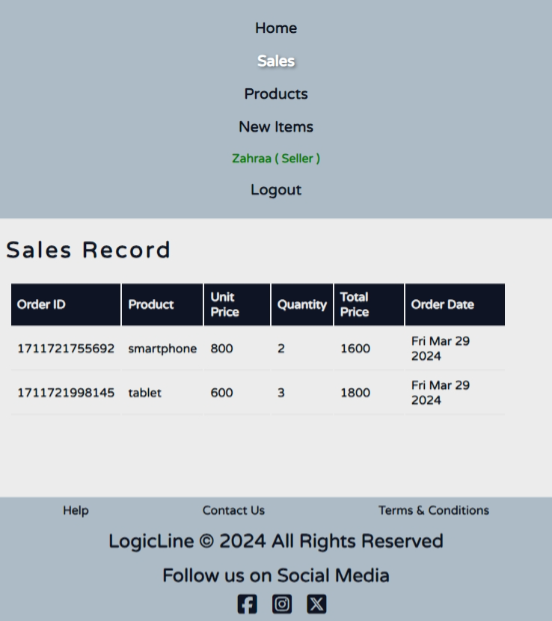 Home
Sales
Products
New Items
Zahraa ( Seller )
Logout
Sales Record
Order ID Product Unit Price Quantity Total Price Order Date
1711721755692 smartphone 800 2 1600 Fri Mar 29 2024
1711721998145 tablet 600 3 1800 Fri Mar 29 2024
Help Contact Us Terms & Conditions
LogicLine © 2024 All Rights Reserved
Follow us on Social Media